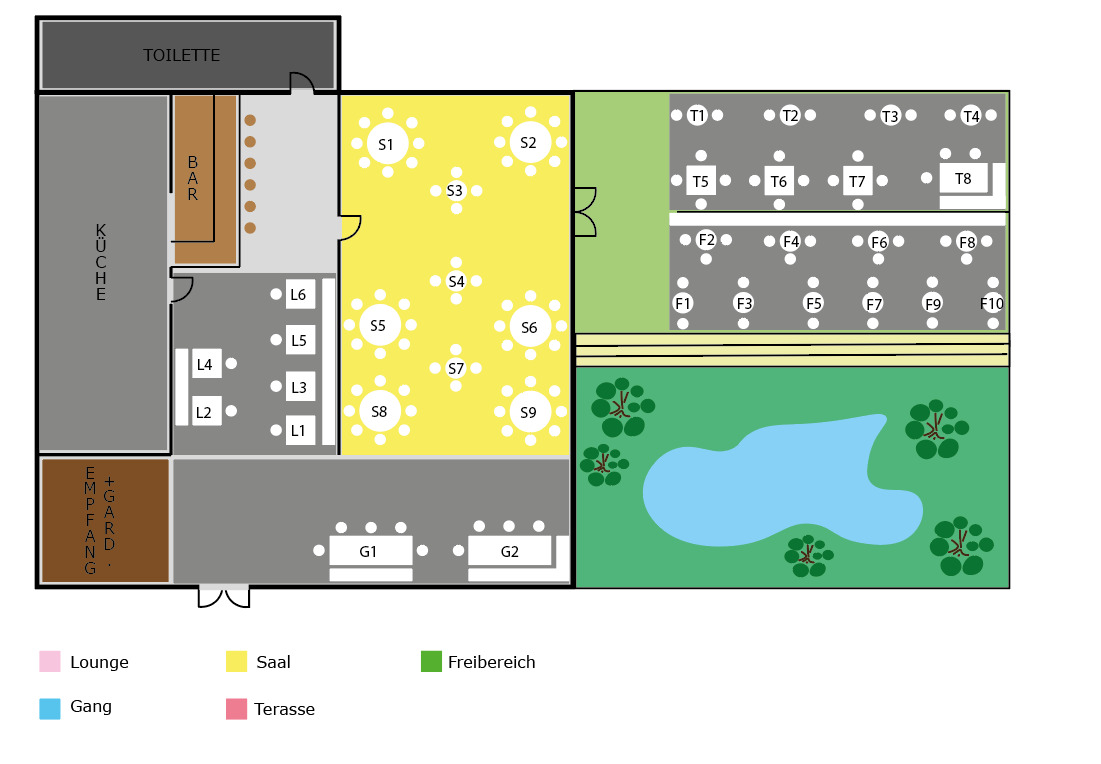 TOILETTE
KÜCHE
BAR
S1
S2
S3
S4
S5
S6
S7
S8
S9
L6
L5
L4
L3
L2
L1
T1
T2
T3
T4
T5
T6
T7
T8
F2
F4
F6
F8
F1
F3
F5
F7
F9
F10
EMPFANG
+GARD.
G1
G2
Lounge
Saal
Freibereich
Gang
Terasse